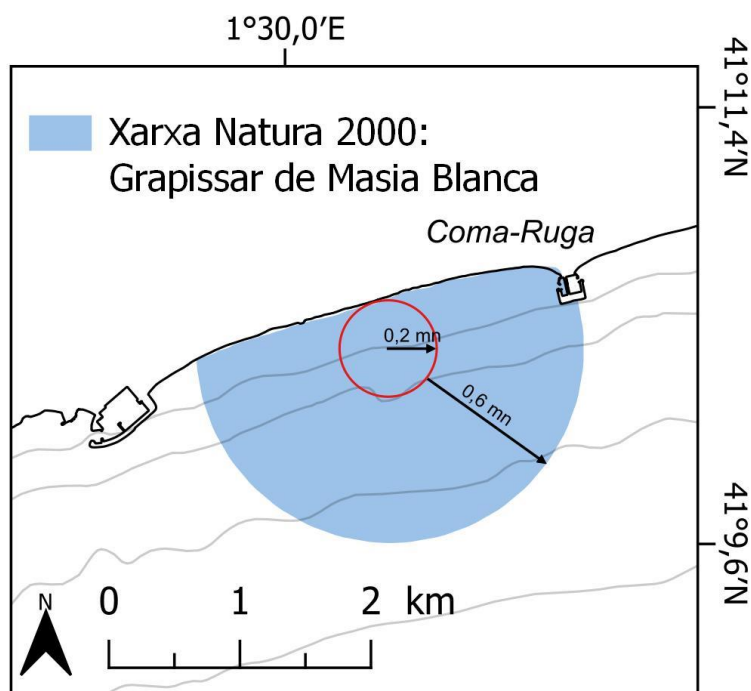 1°30,0′E
41°11,4′N
Xarxa Natura 2000:
Grapissar de Masia Blanca
Coma-Ruga
0,2 mn
0,6 mn
41°9,6′N
N
0 1 2 km